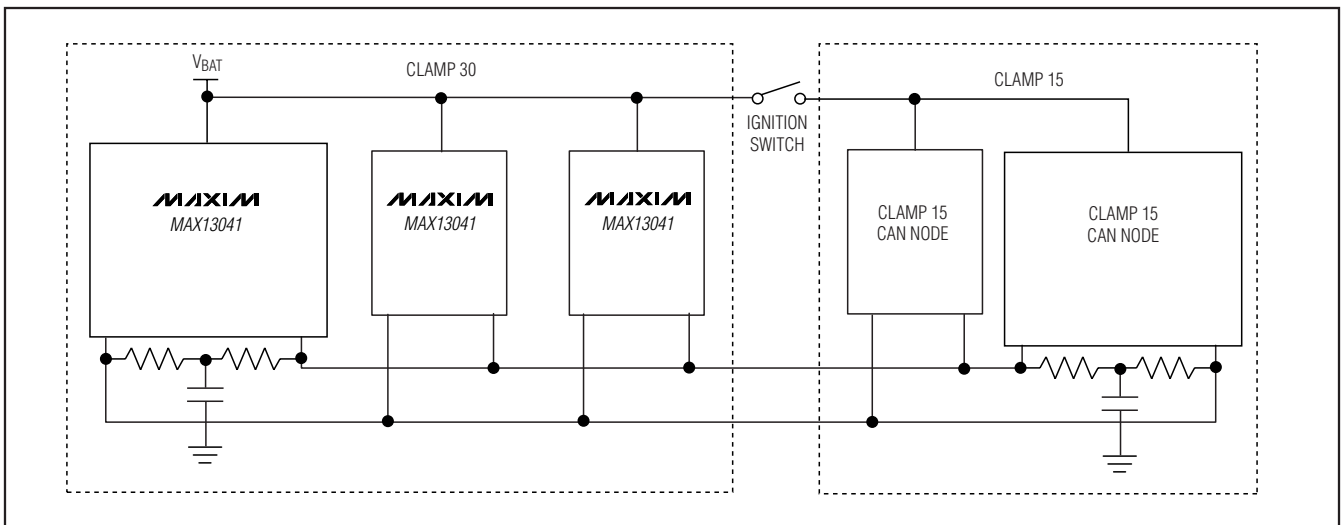 VBAT
CLAMP 30
CLAMP 15
IGNITION
SWITCH
MAXIM
MAX13041
MAXIM
MAX13041
MAXIM
MAX13041
CLAMP 15
CAN NODE
CLAMP 15
CAN NODE